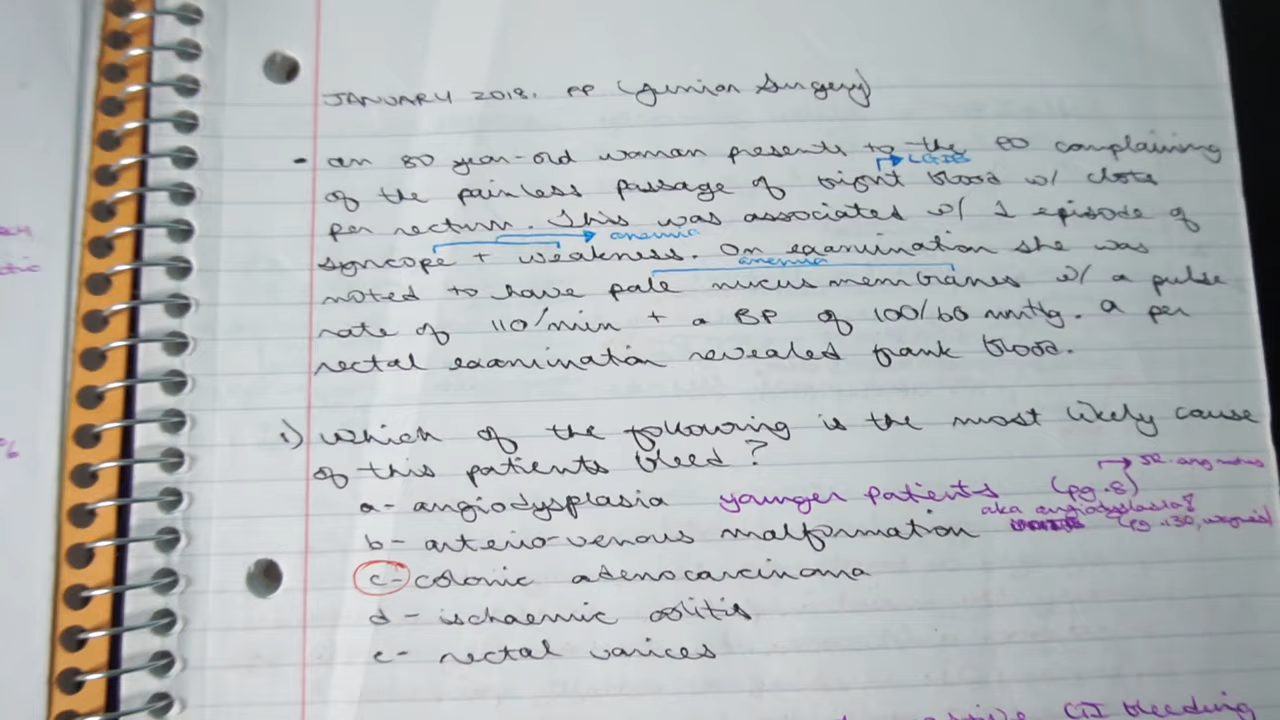 JANUARY 2018. PP (Junior Surgery)
- an 80 year-old woman presents to the ED complaining
LGIB
of the painless passage of bright blood w/ clots
per rectum. This was associated w/ 1 episode of
anemia
syncope + weakness. On examination she was
anemia
noted to have pale mucus membranes w/ a pulse
rate of 110/min + a BP of 100/60 mmHg. a per
rectal examination revealed frank blood.
1) Which of the following is the most likely cause
of this patients bleed?
a- angiodysplasia younger patients (pg. 8)
aka angiodysplasia
b- arterio-venous malformation (pg. 130,
c- colonic adenocarcinoma
d- ischaemic colitis
e- rectal varices
GI bleeding